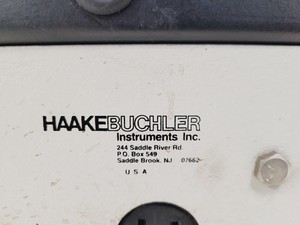 HAAKEBUCHLER
Instruments Inc.
244 Saddle River Rd.
P.O. Box 549
Saddle Brook, NJ 07662
U S A